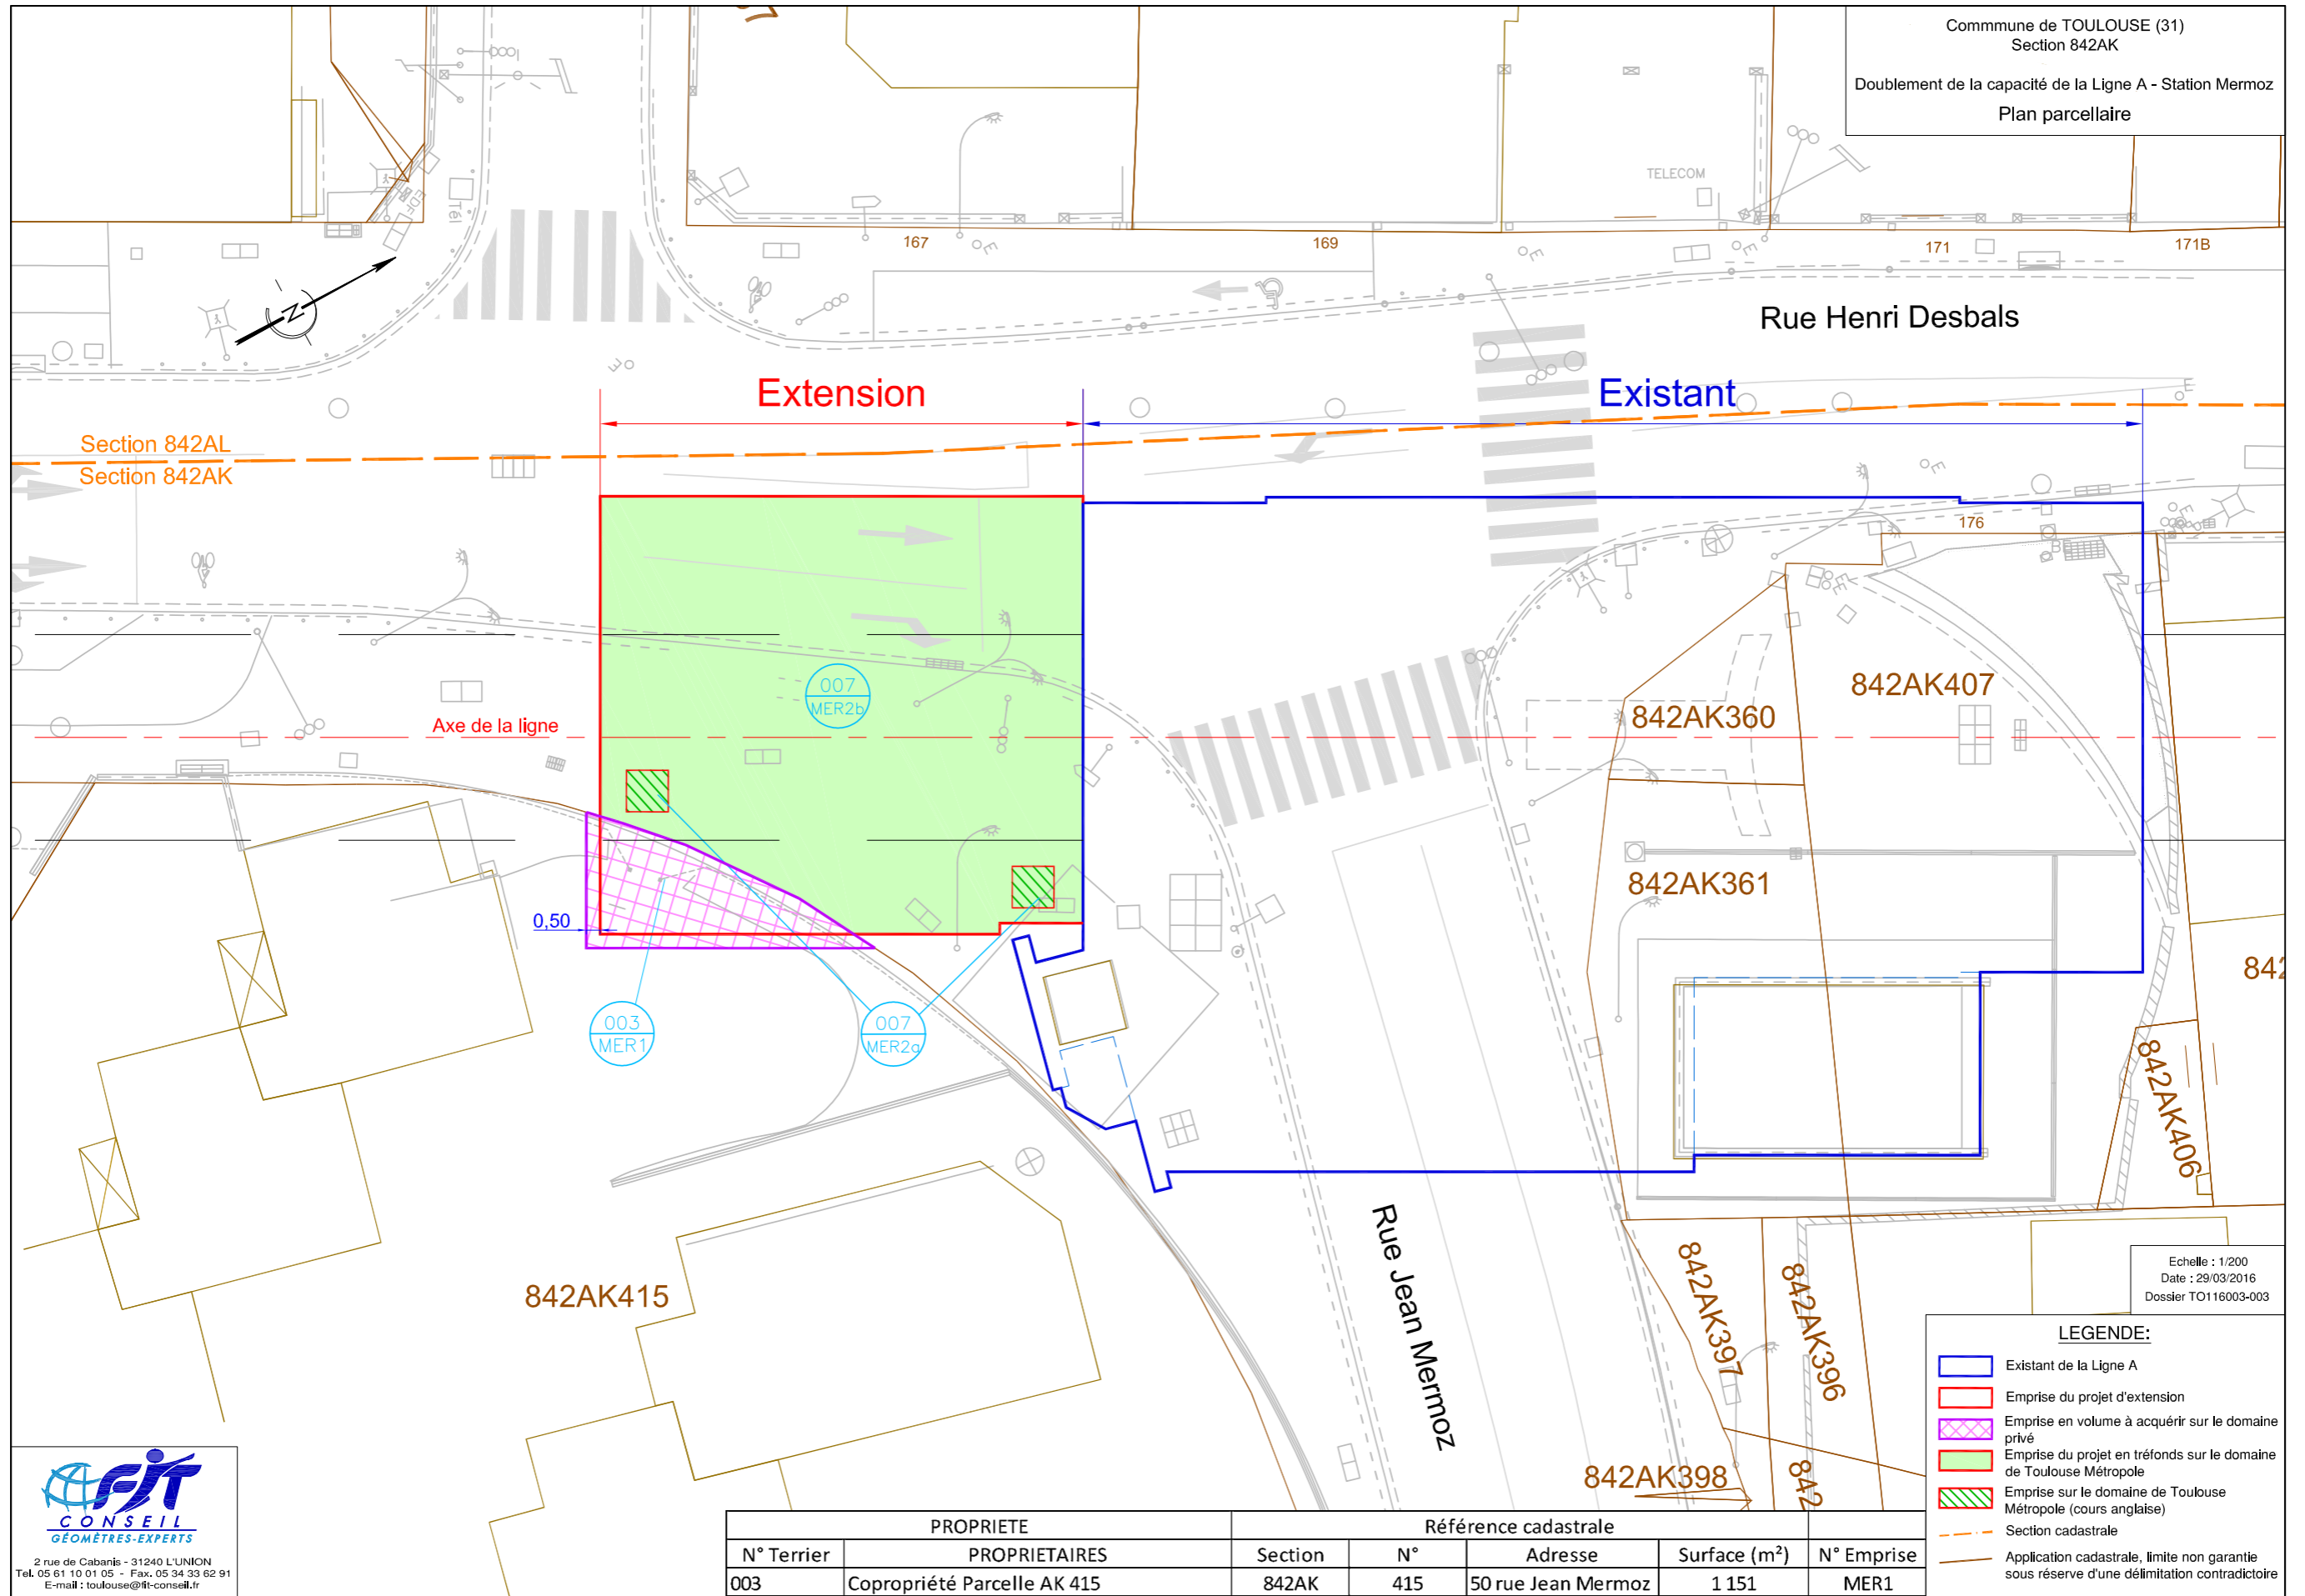 Commmune de TOULOUSE (31)
Section 842AK
Doublement de la capacité de la Ligne A - Station Mermoz
Plan parcellaire
TELECOM
EDF
Tél
167
169
171
171B
N
Rue Henri Desbals
Extension
Existant
Section 842AL
Section 842AK
176
007
MER2b
842AK407
842AK360
Axe de la ligne
842AK361
0,50
003
MER1
007
MER2a
842
842AK406
842AK415
Rue Jean Mermoz
842AK397
842AK396
842AK398
842
Echelle : 1/200
Date : 29/03/2016
Dossier TO116003-003
LEGENDE:
Existant de la Ligne A
Emprise du projet d'extension
Emprise en volume à acquérir sur le domaine
privé
Emprise du projet en tréfonds sur le domaine
de Toulouse Métropole
Emprise sur le domaine de Toulouse
Métropole (cours anglaise)
Section cadastrale
Application cadastrale, limite non garantie
sous réserve d'une délimitation contradictoire
FIT
CONSEIL
GÉOMÈTRES-EXPERTS
2 rue de Cabanis - 31240 L'UNION
Tel. 05 61 10 01 05 - Fax. 05 34 33 62 91
E-mail : toulouse@fit-conseil.fr
PROPRIETE Référence cadastrale
N° Terrier PROPRIETAIRES Section N° Adresse Surface (m²) N° Emprise
003 Copropriété Parcelle AK 415 842AK 415 50 rue Jean Mermoz 1 151 MER1